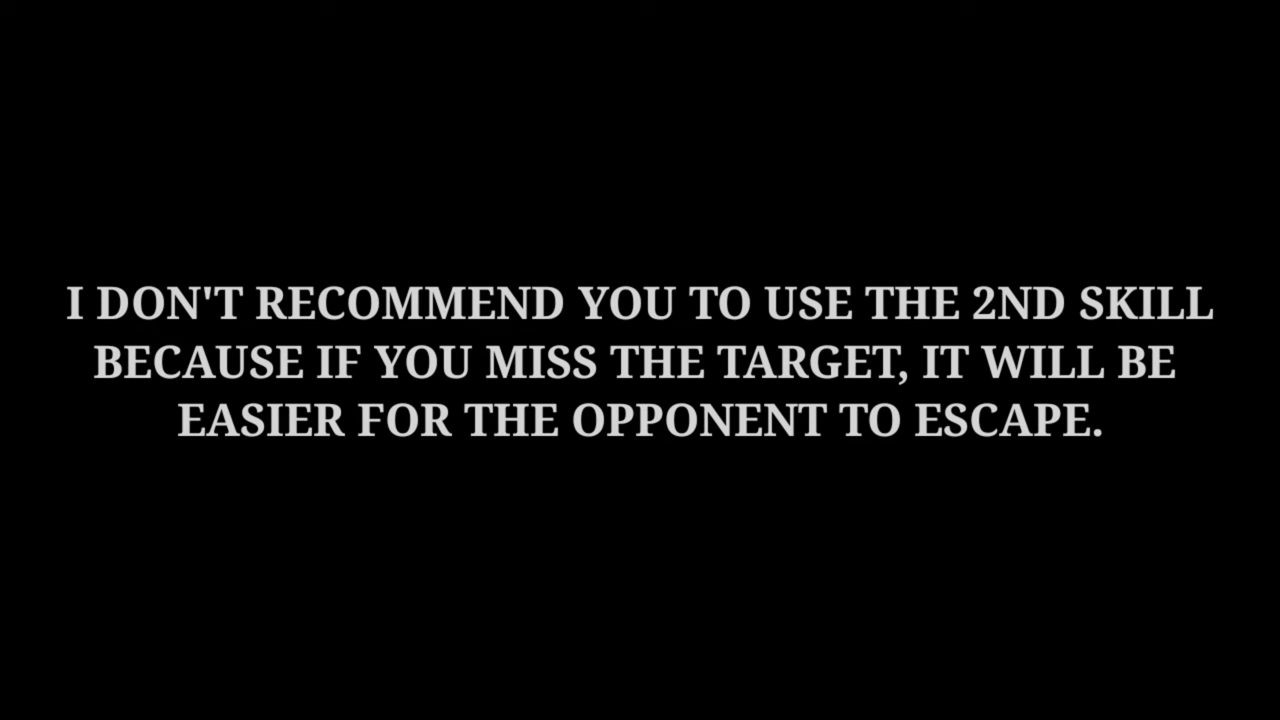 I DON'T RECOMMEND YOU TO USE THE 2ND SKILL
BECAUSE IF YOU MISS THE TARGET, IT WILL BE
EASIER FOR THE OPPONENT TO ESCAPE.